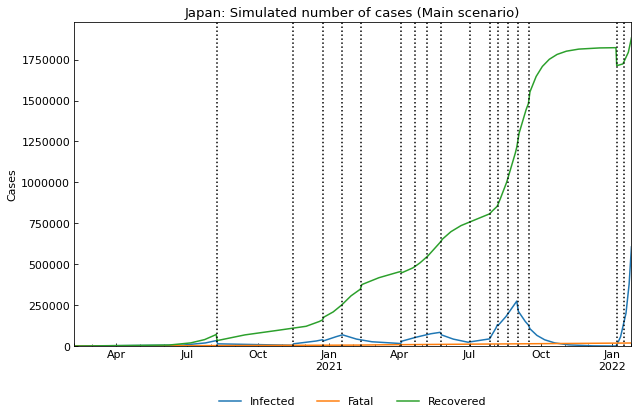 Japan: Simulated number of cases (Main scenario)
Cases
1750000
1500000
1250000
1000000
750000
500000
250000
0
Apr Jul Oct Jan Apr Jul Oct Jan
2021 2022
Infected Fatal Recovered